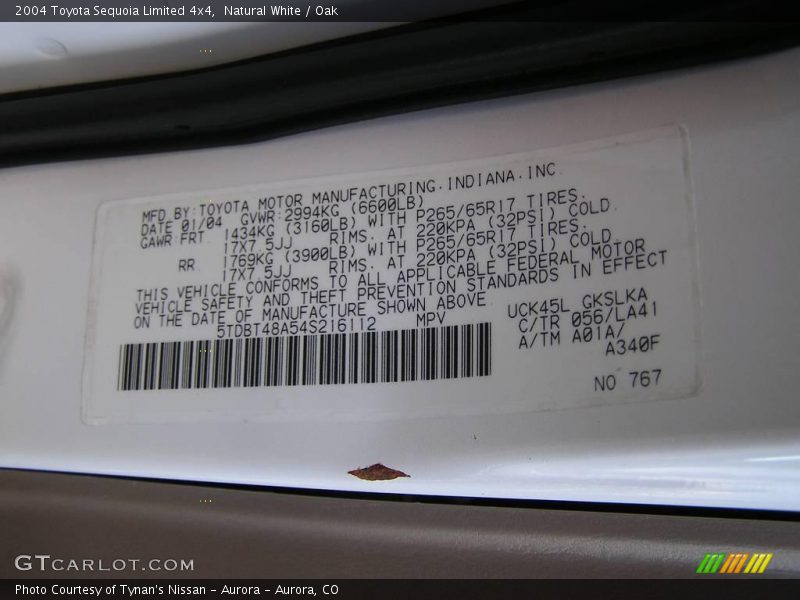 2004 Toyota Sequoia Limited 4x4,  Natural White / Oak
MFD BY:TOYOTA MOTOR MANUFACTURING.INDIANA.INC.
DATE 01/04  GVWR:2994KG (6600LB)
GAWR FRT  1434KG (3160LB) WITH P265/65R17 TIRES,
17X7.5JJ    RIMS, AT 220KPA (32PSI) COLD
RR  1769KG (3900LB) WITH P265/65R17 TIRES,
17X7.5JJ    RIMS, AT 220KPA (32PSI) COLD
THIS VEHICLE CONFORMS TO ALL APPLICABLE FEDERAL MOTOR
VEHICLE SAFETY AND THEFT PREVENTION STANDARDS IN EFFECT
ON THE DATE OF MANUFACTURE SHOWN ABOVE
5TDBT48A54S216112    MPV
UCK45L GKSLKA
C/TR 056/LA41
A/TM A01A/
A340F
NO 767
GTCARLOT.COM
Photo Courtesy of Tynan's Nissan - Aurora - Aurora, CO